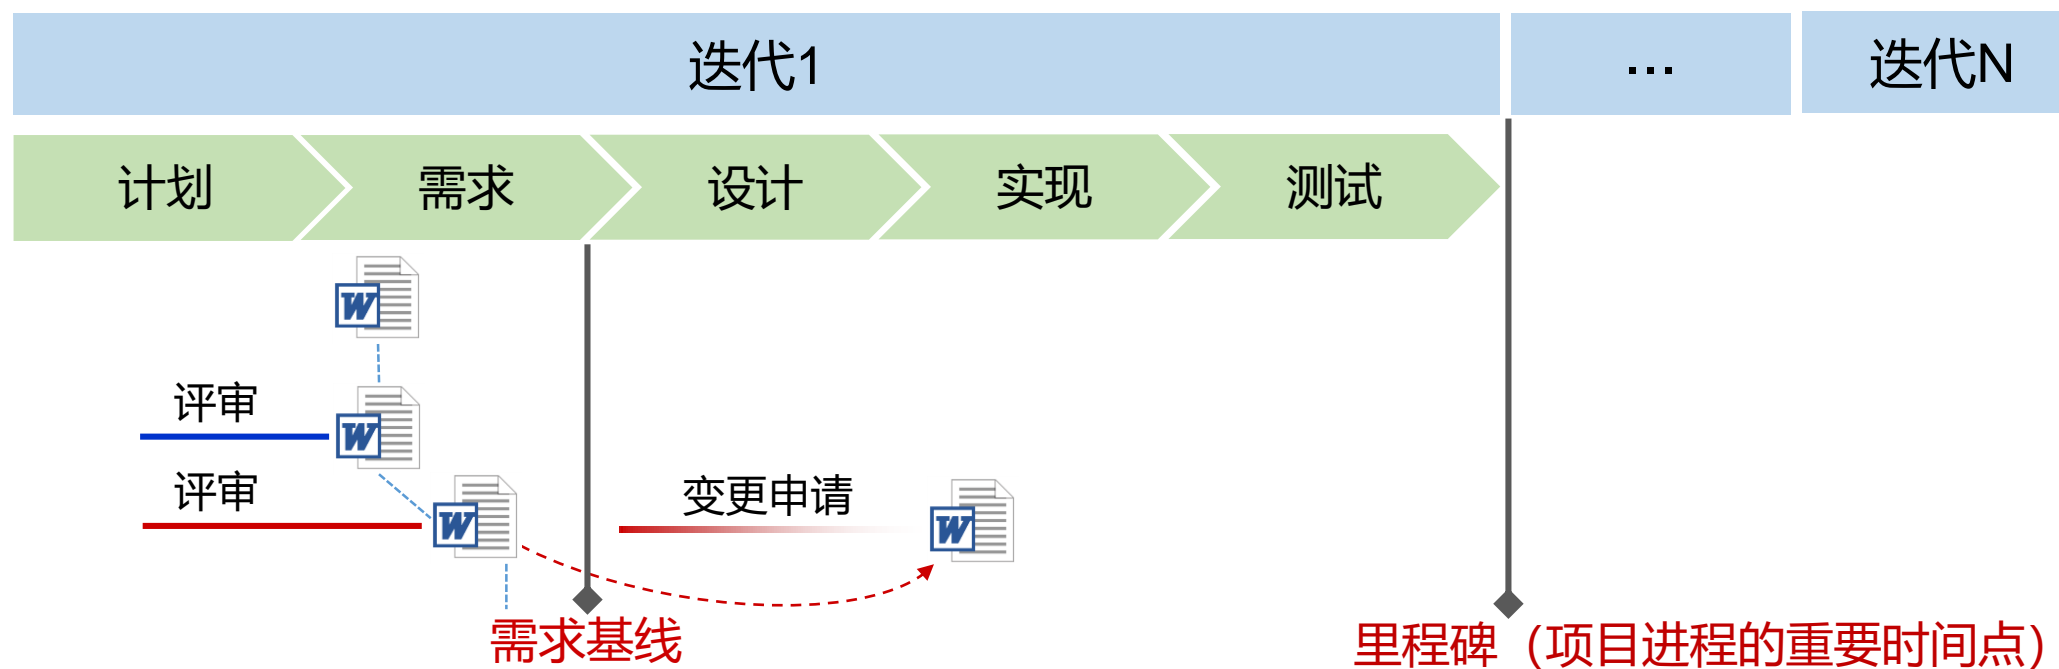 迭代1
...
迭代N
计划
需求
设计
实现
测试
评审
评审
变更申请
需求基线
里程碑（项目进程的重要时间点）
W
W
W
W